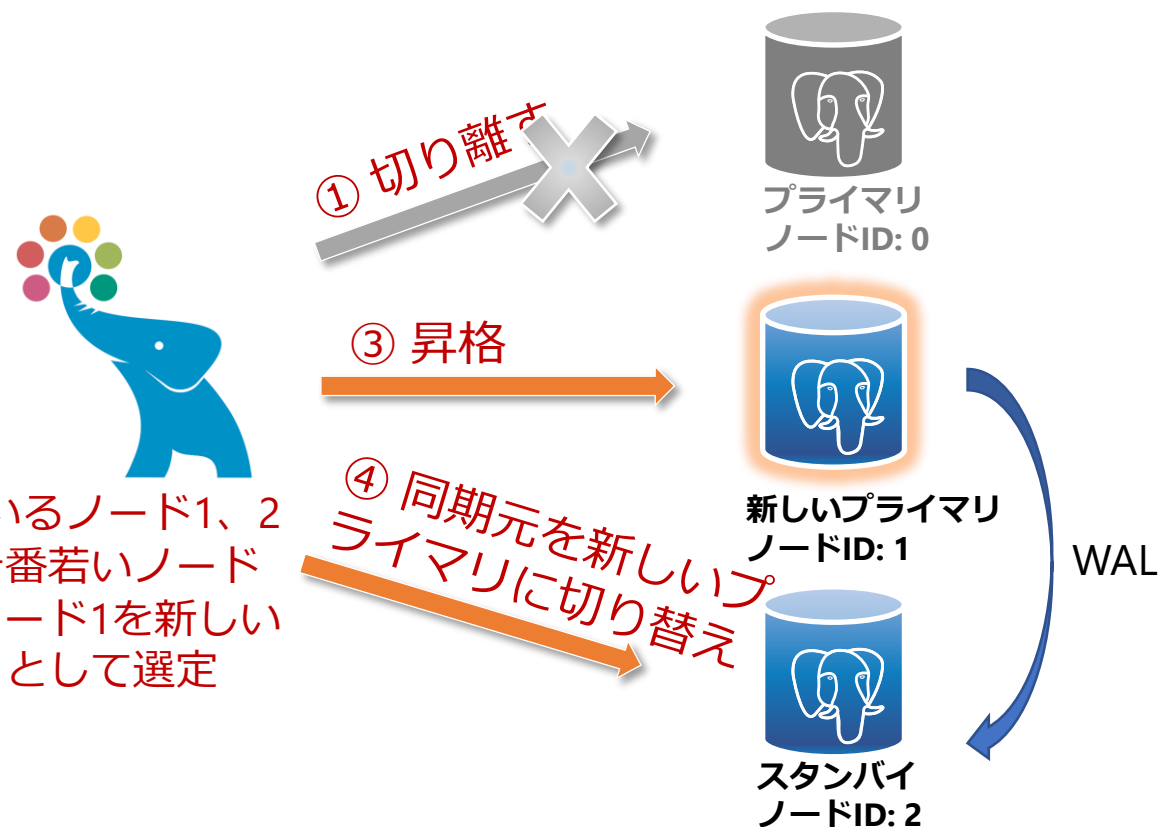 ① 切り離す
プライマリ
ノードID: 0
③ 昇格
新しいプライマリ
ノードID: 1
④ 同期元を新しいプ
ライマリに切り替え
いるノード1、2
番若いノード
ード1を新しい
として選定
WAL
スタンバイ
ノードID: 2